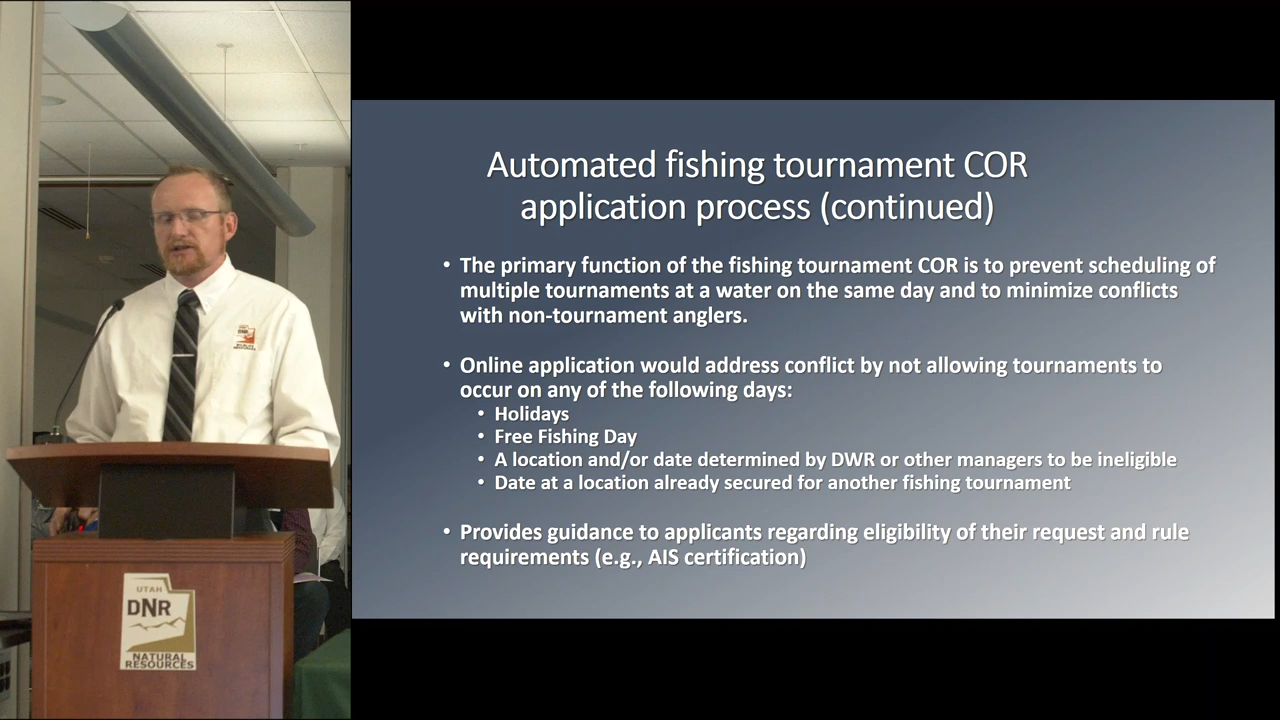 Automated fishing tournament COR
application process (continued)
• The primary function of the fishing tournament COR is to prevent scheduling of
multiple tournaments at a water on the same day and to minimize conflicts
with non-tournament anglers.
• Online application would address conflict by not allowing tournaments to
occur on any of the following days:
• Holidays
• Free Fishing Day
• A location and/or date determined by DWR or other managers to be ineligible
• Date at a location already secured for another fishing tournament
• Provides guidance to applicants regarding eligibility of their request and rule
requirements (e.g., AIS certification)
UTAH
DNR
WILDLIFE
RESOURCES
UTAH
DNR
NATURAL
RESOURCES